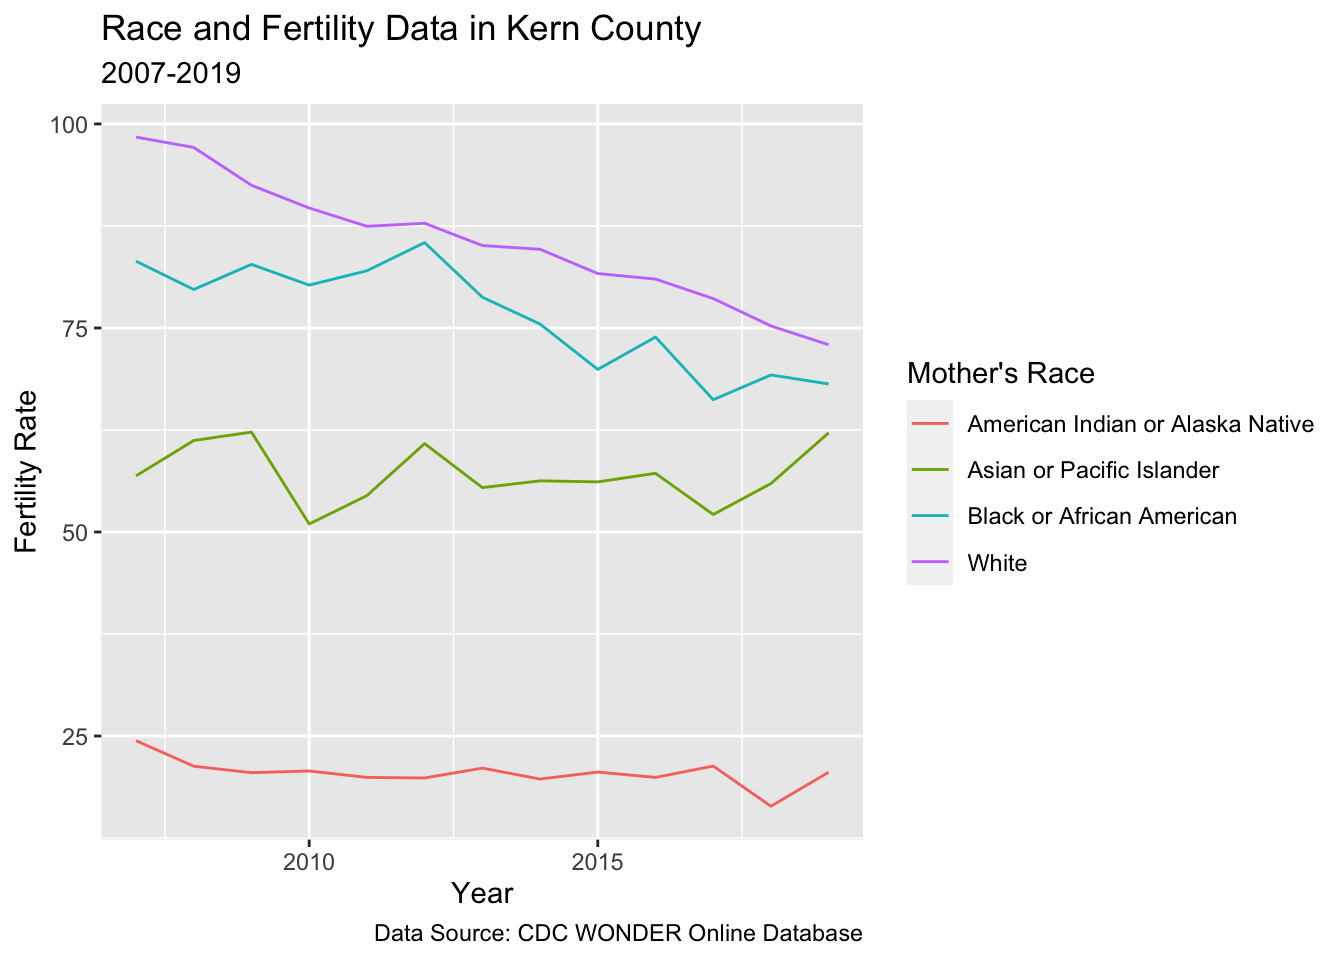 Race and Fertility Data in Kern County
2007-2019
100
75
50
25
Fertility Rate
2010
2015
Year
Mother's Race
American Indian or Alaska Native
Asian or Pacific Islander
Black or African American
White
Data Source: CDC WONDER Online Database